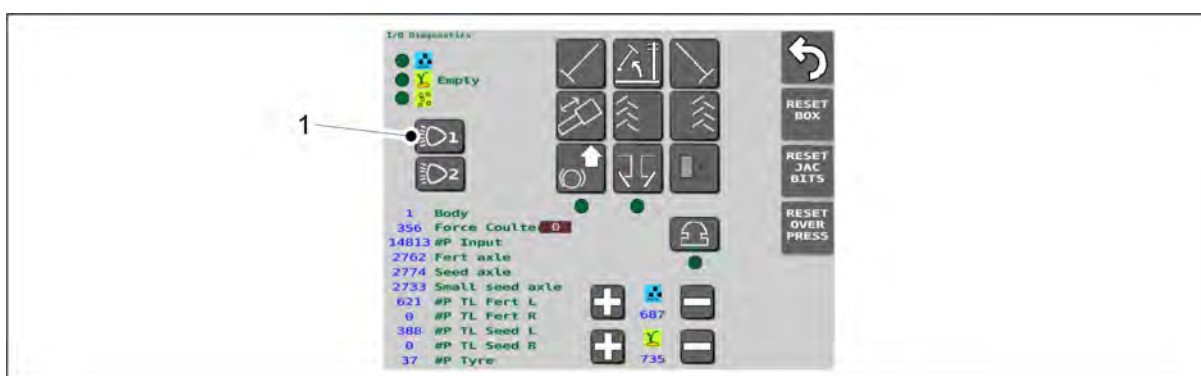 I/O Diagnostics
Empty
1
1
2
RESET
BOX
RESET
JAC
BITS
RESET
OVER
PRESS
1 Body
356 Force Coulte 0
14813 #P Input
2762 Fert axle
2774 Seed axle
2733 Small seed axle
621 #P TL Fert L
0 #P TL Fert R
687
388 #P TL Seed L
0 #P TL Seed R
37 #P Tyre
735